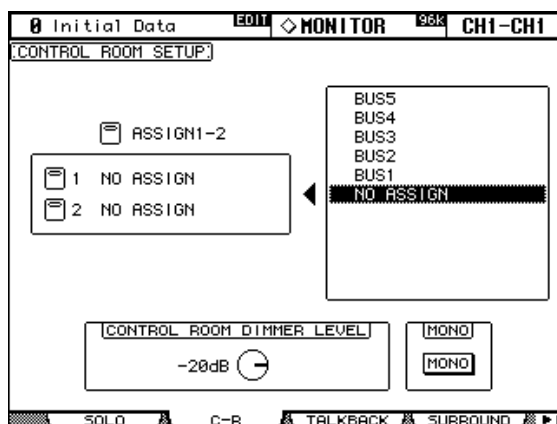 0 Initial Data EDIT ◇MONITOR 96k CH1-CH1
CONTROL ROOM SETUP
ASSIGN1-2
1 NO ASSIGN
2 NO ASSIGN
BUS5
BUS4
BUS3
BUS2
BUS1
NO ASSIGN
CONTROL ROOM DIMMER LEVEL
-20dB
MONO
MONO
SOLO C-R TALKBACK SURROUND